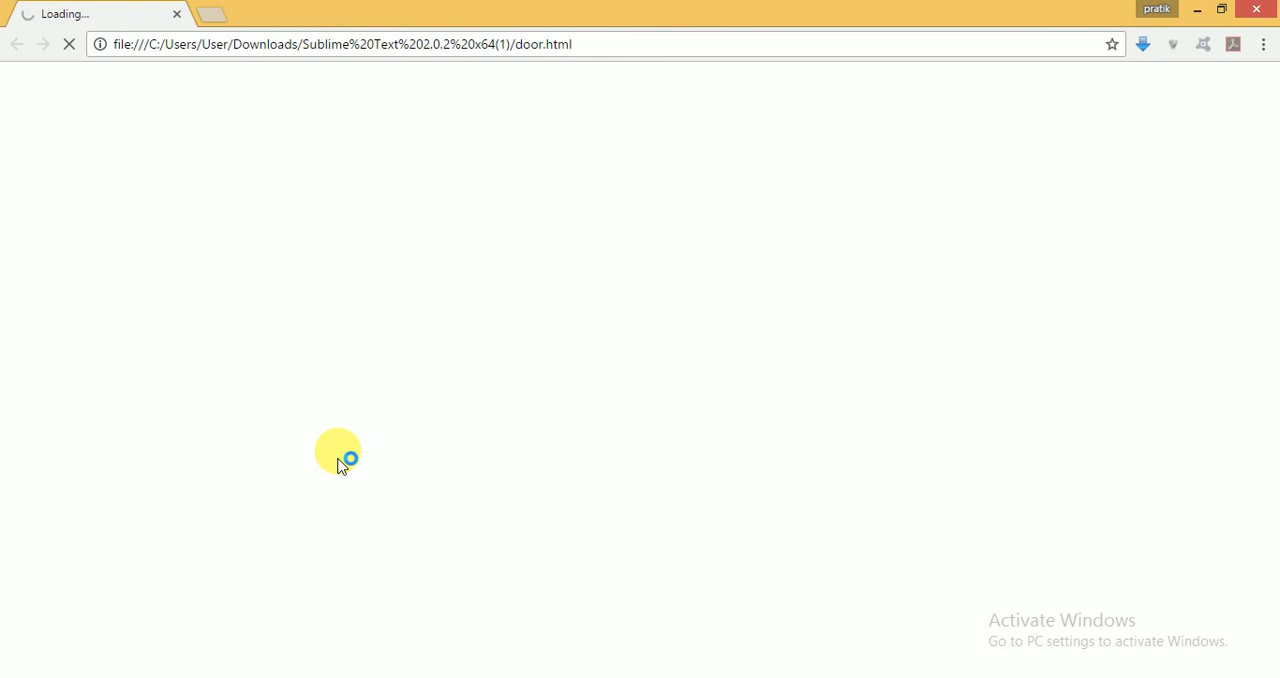 Loading...
pratik
file:///C:/Users/User/Downloads/Sublime%20Text%202.0.2%20x64(1)/door.html
Activate Windows
Go to PC settings to activate Windows.